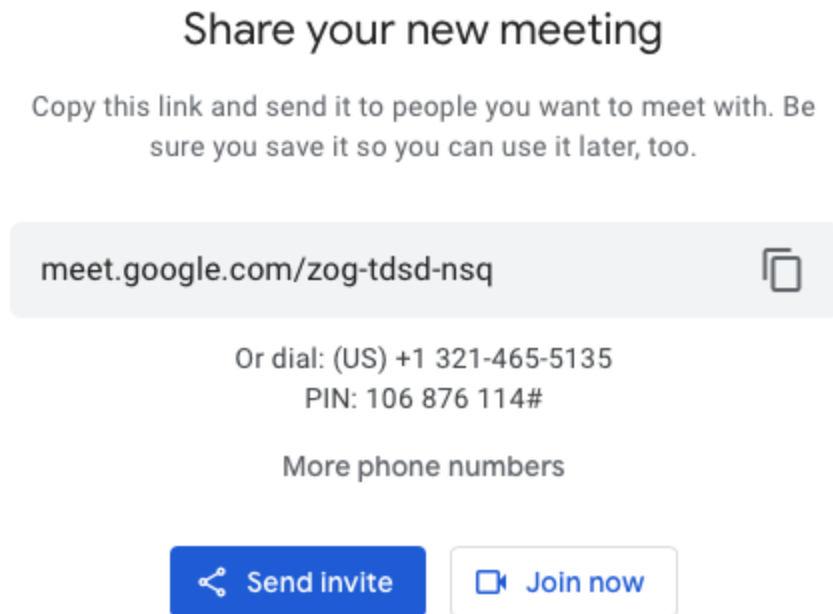 Share your new meeting
Copy this link and send it to people you want to meet with. Be
sure you save it so you can use it later, too.
meet.google.com/zog-tdsd-nsq
Or dial: (US) +1 321-465-5135
PIN: 106 876 114#
More phone numbers
Send invite
Join now